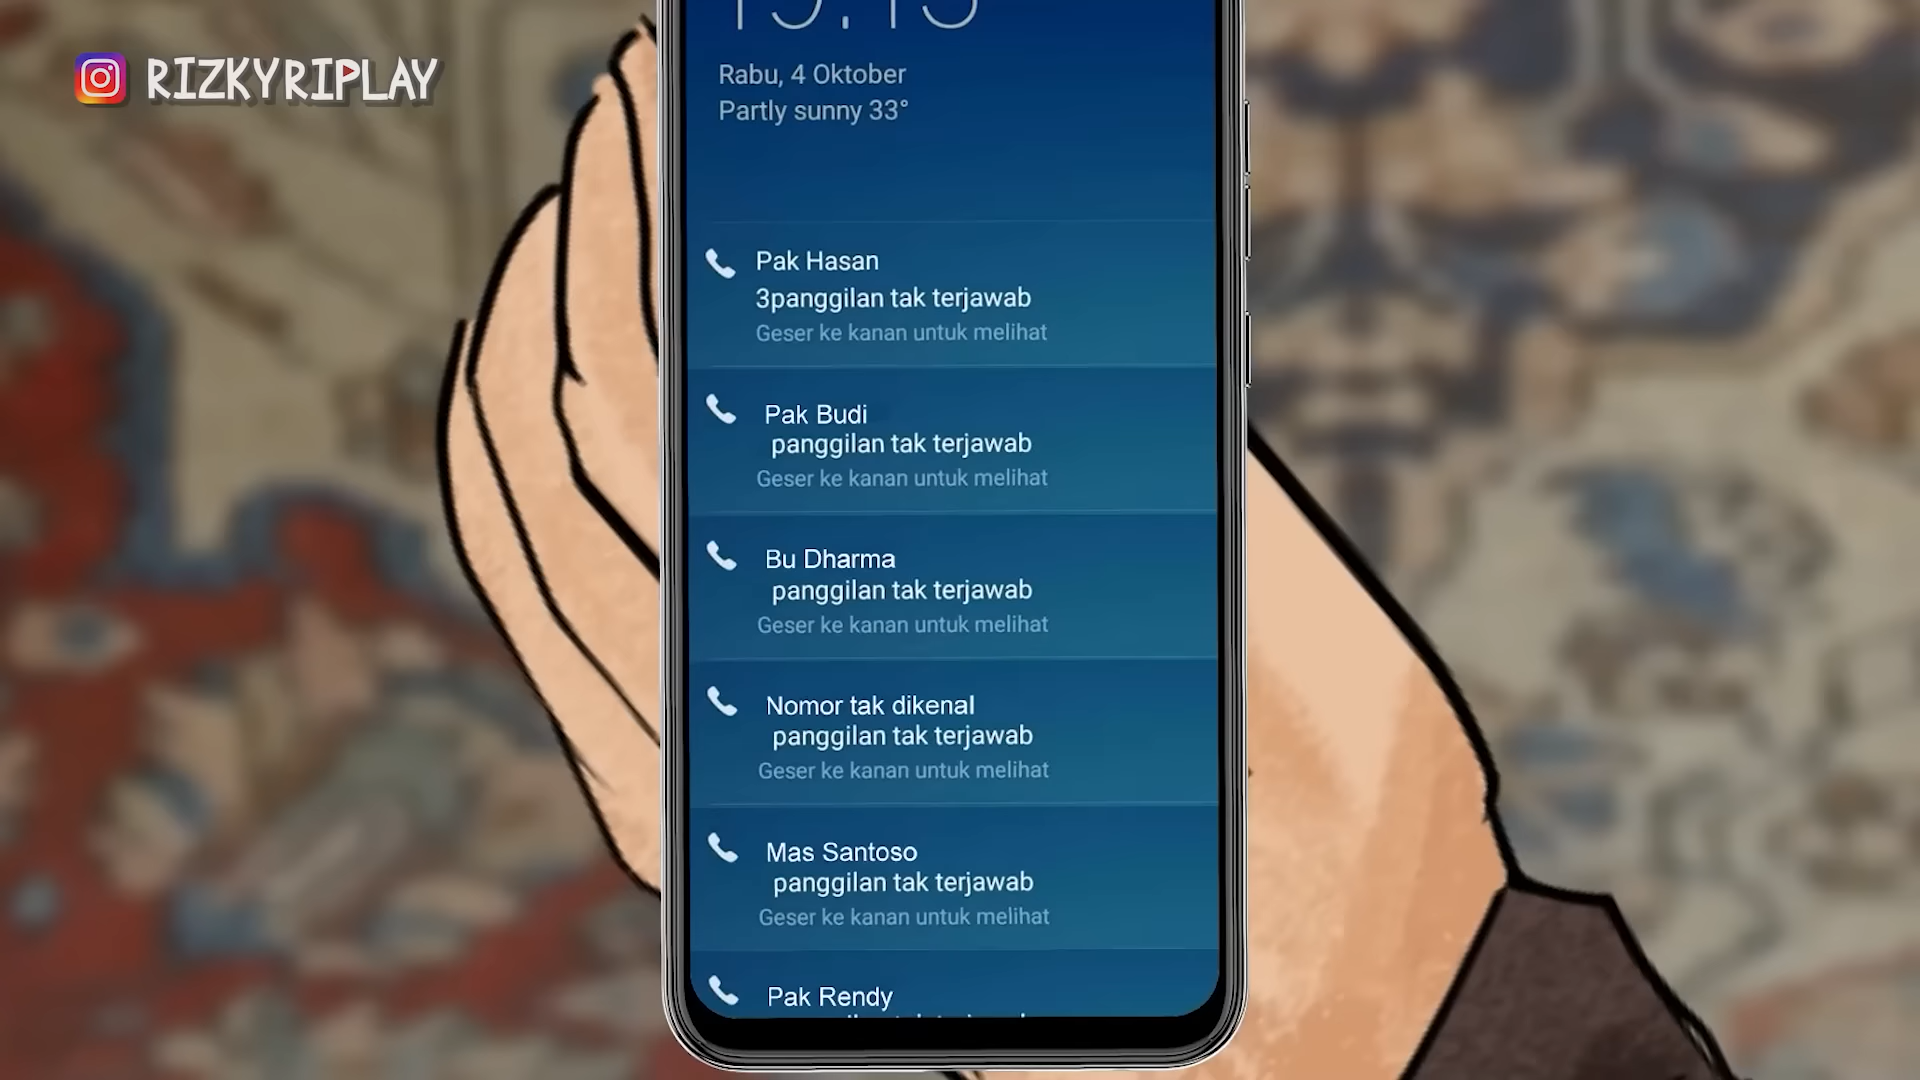 RIZKYRIPLAY
Rabu, 4 Oktober
Partly sunny 33°
Pak Hasan
3panggilan tak terjawab
Geser ke kanan untuk melihat
Pak Budi
panggilan tak terjawab
Geser ke kanan untuk melihat
Bu Dharma
panggilan tak terjawab
Geser ke kanan untuk melihat
Nomor tak dikenal
panggilan tak terjawab
Geser ke kanan untuk melihat
Mas Santoso
panggilan tak terjawab
Geser ke kanan untuk melihat
Pak Rendy